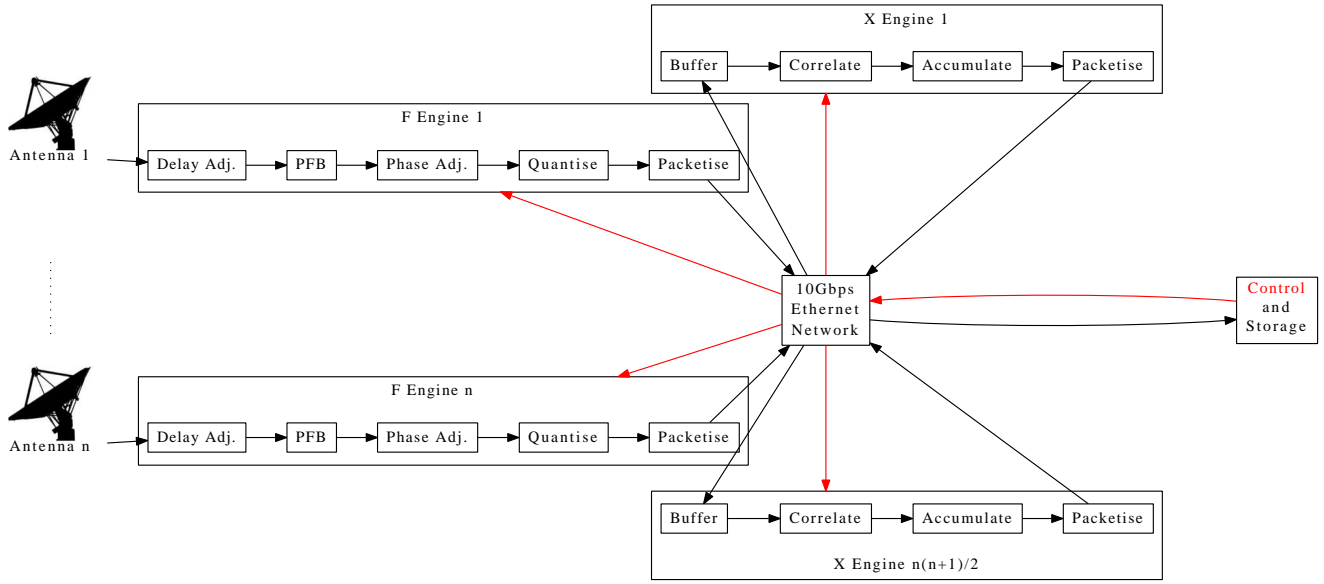 X Engine 1
Buffer
Correlate
Accumulate
Packetise
F Engine 1
Antenna 1
Delay Adj.
PFB
Phase Adj.
Quantise
Packetise
10Gbps
Ethernet
Network
Control
and
Storage
F Engine n
Antenna n
Delay Adj.
PFB
Phase Adj.
Quantise
Packetise
Buffer
Correlate
Accumulate
Packetise
X Engine n(n+1)/2